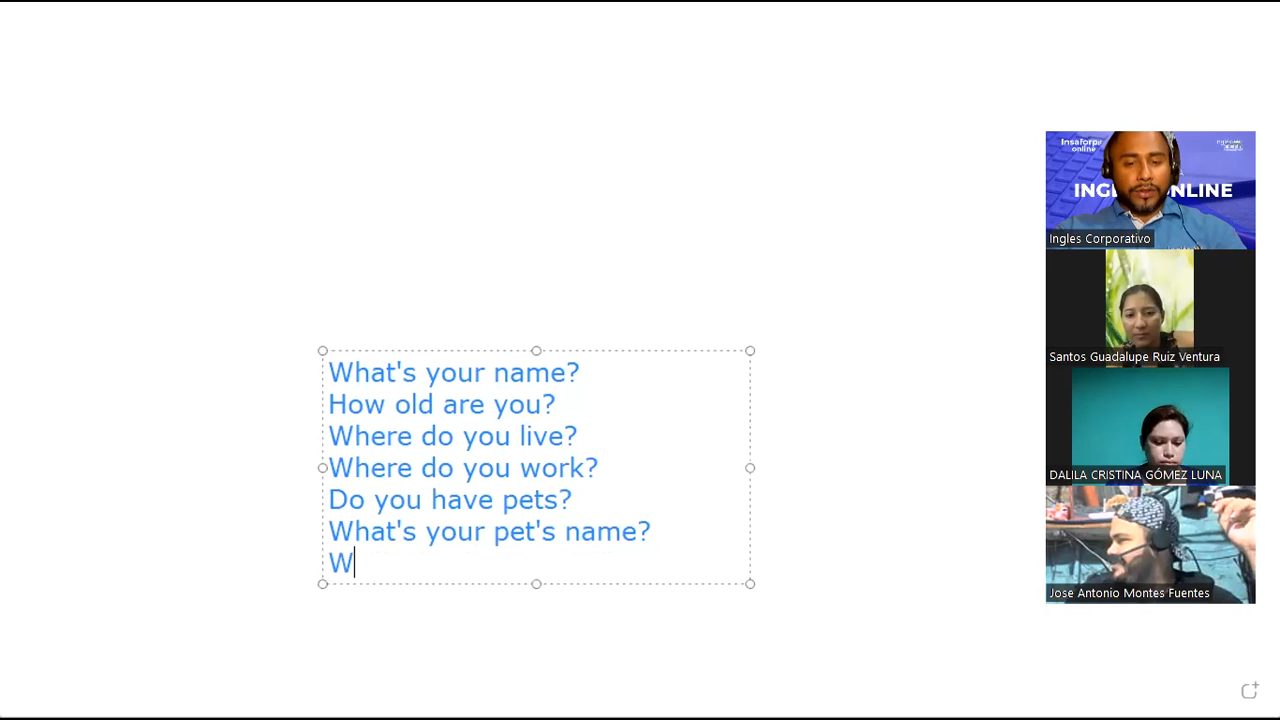 What's your name?
How old are you?
Where do you live?
Where do you work?
Do you have pets?
What's your pet's name?
W
Insaforp
online
INGL ONLINE
Ingles Corporativo
Santos Guadalupe Ruiz Ventura
DALILA CRISTINA GÓMEZ LUNA
Jose Antonio Montes Fuentes